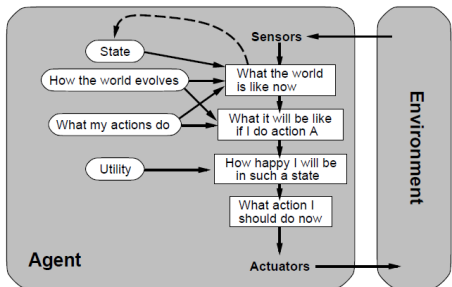 Sensors
State
What the world
is like now
How the world evolves
What it will be like
if I do action A
What my actions do
How happy I will be
in such a state
Utility
What action I
should do now
Agent
Actuators
Environment